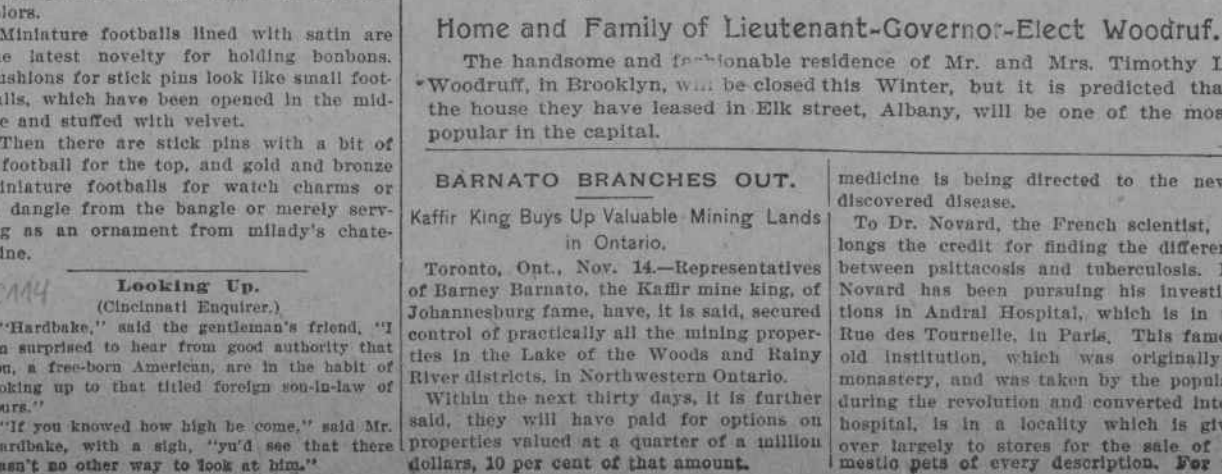 lors.
Miniature footballs lined with satin are
e latest novelty for holding bonbons.
ushions for stick pins look like small foot-
alls, which have been opened in the mid-
e and stuffed with velvet.
Then there are stick pins with a bit of
football for the top, and gold and bronze
iniature footballs for watch charms or
dangle from the bangle or merely serv-
g as an ornament from milady's chate-
ine.
Looking Up.
(Cincinnati Enquirer.)
"Hardbake," said the gentleman's friend, "I
n surprised to hear from good authority that
ou, a free-born American, are in the habit of
oking up to that titled foreign son-in-law of
urs."
"If you knowed how high he come," said Mr.
ardbake, with a sigh, "yu'd see that there
asn't no other way to look at him."
Home and Family of Lieutenant-Governor-Elect Woodruf.
The handsome and fashionable residence of Mr. and Mrs. Timothy L
Woodruff, in Brooklyn, will be closed this Winter, but it is predicted tha
the house they have leased in Elk street, Albany, will be one of the mos
popular in the capital.
BARNATO BRANCHES OUT.
Kaffir King Buys Up Valuable Mining Lands
in Ontario.
Toronto, Ont., Nov. 14.—Representatives
of Barney Barnato, the Kaffir mine king, of
Johannesburg fame, have, it is said, secured
control of practically all the mining proper-
ties in the Lake of the Woods and Rainy
River districts, in Northwestern Ontario.
Within the next thirty days, it is further
said, they will have paid for options on
properties valued at a quarter of a million
dollars, 10 per cent of that amount.
medicine is being directed to the new
discovered disease.
To Dr. Novard, the French scientist,
longs the credit for finding the differen
between psittacosis and tuberculosis.
Novard has been pursuing his investi
tions in Andral Hospital, which is in
Rue des Tournelle, in Paris. This famo
old institution, which was originally
monastery, and was taken by the popul
during the revolution and converted into
hospital, is in a locality which is giv
over largely to stores for the sale of
mestic pets of every description. For